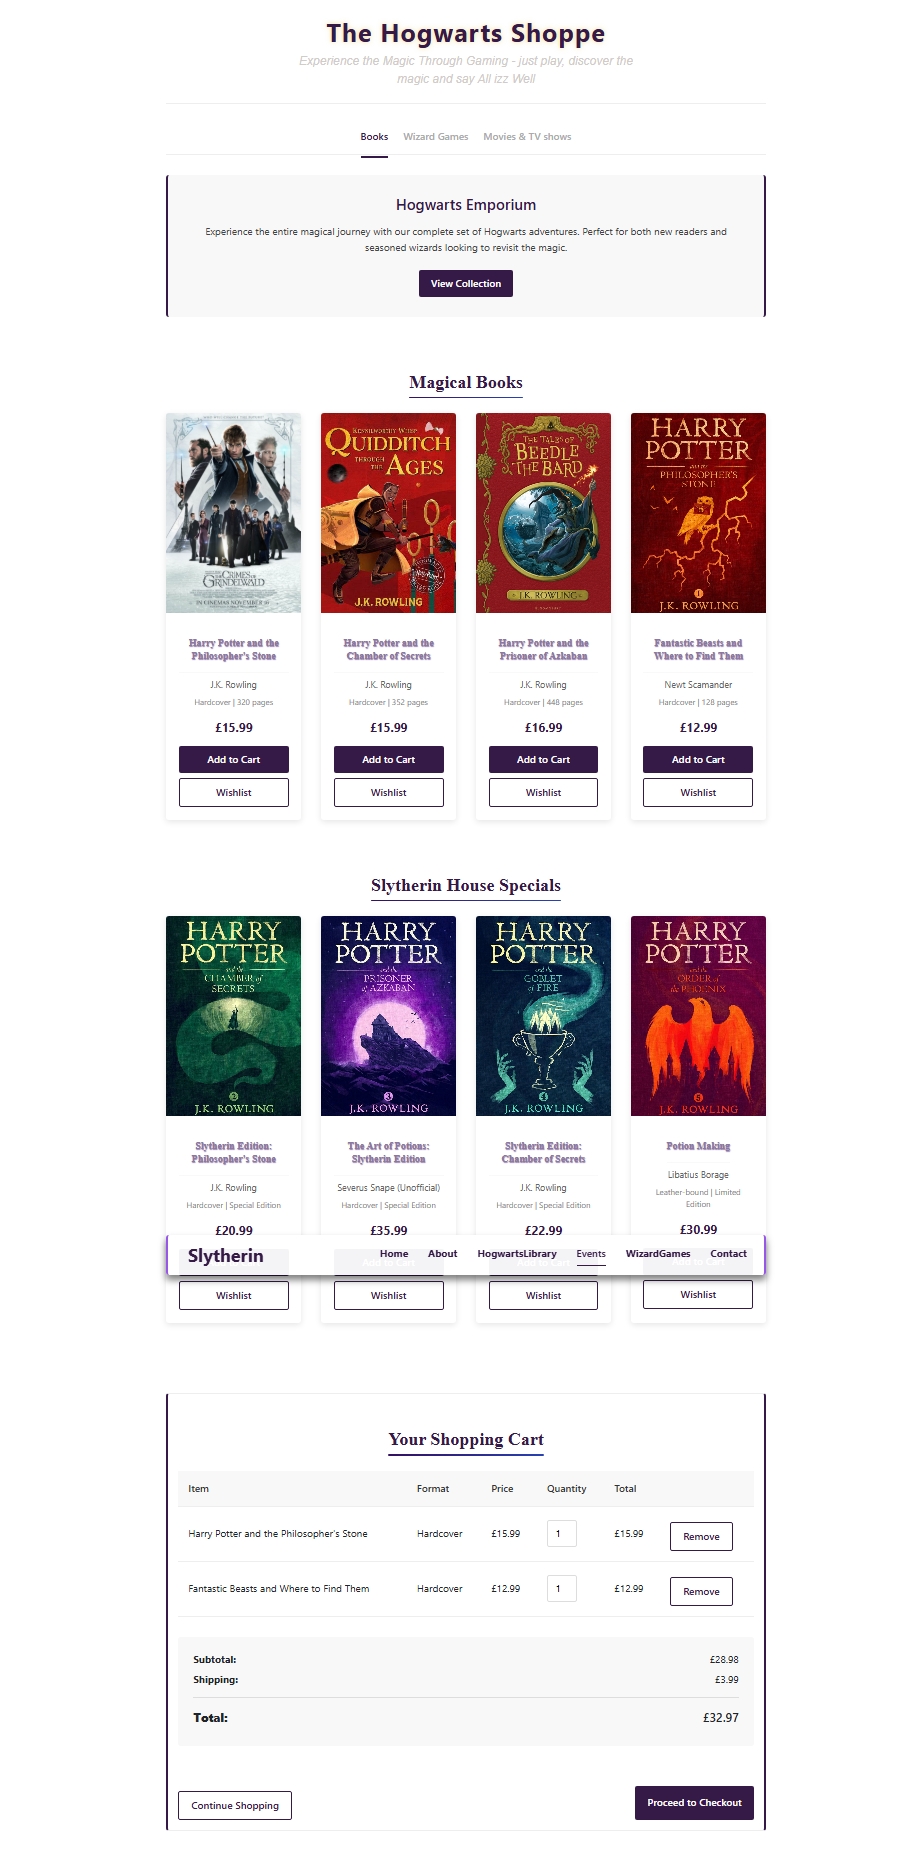 The Hogwarts Shoppe
Experience the Magic Through Gaming - just play, discover the
magic and say All izz Well
Books Wizard Games Movies & TV shows
Hogwarts Emporium
Experience the entire magical journey with our complete set of Hogwarts adventures. Perfect for both new readers and
seasoned wizards looking to revisit the magic.
View Collection
Magical Books
THE CRIMES OF
GRINDELWALD
IN CINEMAS NOVEMBER 16
KENNILWORTHY WHISP
QUIDDITCH
THROUGH THE
AGES
J.K. ROWLING
THE TALES OF
BEEDLE
THE BARD
J.K. ROWLING
HARRY
POTTER
and the
PHILOSOPHER'S
STONE
1
J.K. ROWLING
Harry Potter and the
Philosopher's Stone
J.K. Rowling
Hardcover | 320 pages
£15.99
Add to Cart
Wishlist
Harry Potter and the
Chamber of Secrets
J.K. Rowling
Hardcover | 352 pages
£15.99
Add to Cart
Wishlist
Harry Potter and the
Prisoner of Azkaban
J.K. Rowling
Hardcover | 448 pages
£16.99
Add to Cart
Wishlist
Fantastic Beasts and
Where to Find Them
Newt Scamander
Hardcover | 128 pages
£12.99
Add to Cart
Wishlist
Slytherin House Specials
HARRY
POTTER
and the
CHAMBER of
SECRETS
2
J.K. ROWLING
HARRY
POTTER
and the
PRISONER
of AZKABAN
3
J.K. ROWLING
HARRY
POTTER
and the
GOBLET
of FIRE
4
J.K. ROWLING
HARRY
POTTER
and the
ORDER of
the PHOENIX
5
J.K. ROWLING
Slytherin Edition:
Philosopher's Stone
J.K. Rowling
Hardcover | Special Edition
£20.99
The Art of Potions:
Slytherin Edition
Severus Snape (Unofficial)
Hardcover | Special Edition
£35.99
Slytherin Edition:
Chamber of Secrets
J.K. Rowling
Hardcover | Special Edition
£22.99
Potion Making
Libatius Borage
Leather-bound | Limited
Edition
£30.99
Slytherin Home About HogwartsLibrary Events WizardGames Contact
Wishlist Wishlist Wishlist Wishlist
Your Shopping Cart
Item Format Price Quantity Total
Harry Potter and the Philosopher's Stone Hardcover £15.99 1 £15.99 Remove
Fantastic Beasts and Where to Find Them Hardcover £12.99 1 £12.99 Remove
Subtotal: £28.98
Shipping: £3.99
Total: £32.97
Continue Shopping Proceed to Checkout